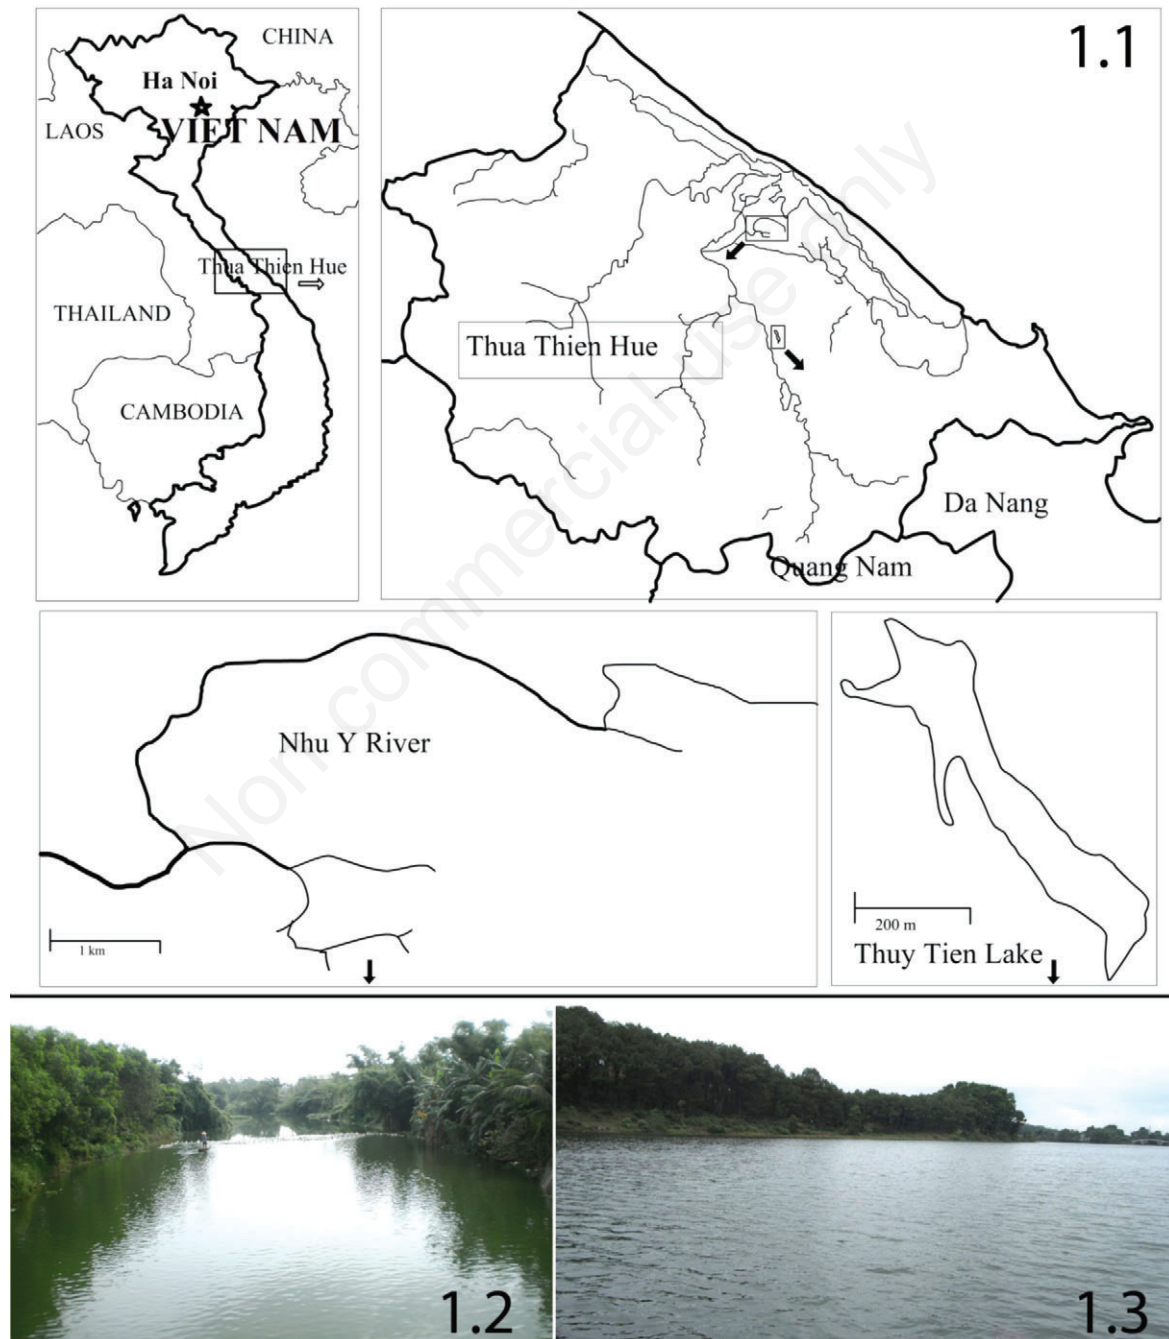 CHINA
Ha Noi
VIET NAM
LAOS
Thua Thien Hue
THAILAND
CAMBODIA
1.1
Thua Thien Hue
Da Nang
Quang Nam
Nhu Y River
1 km
200 m
Thuy Tien Lake
1.2
1.3
Non commercial use only